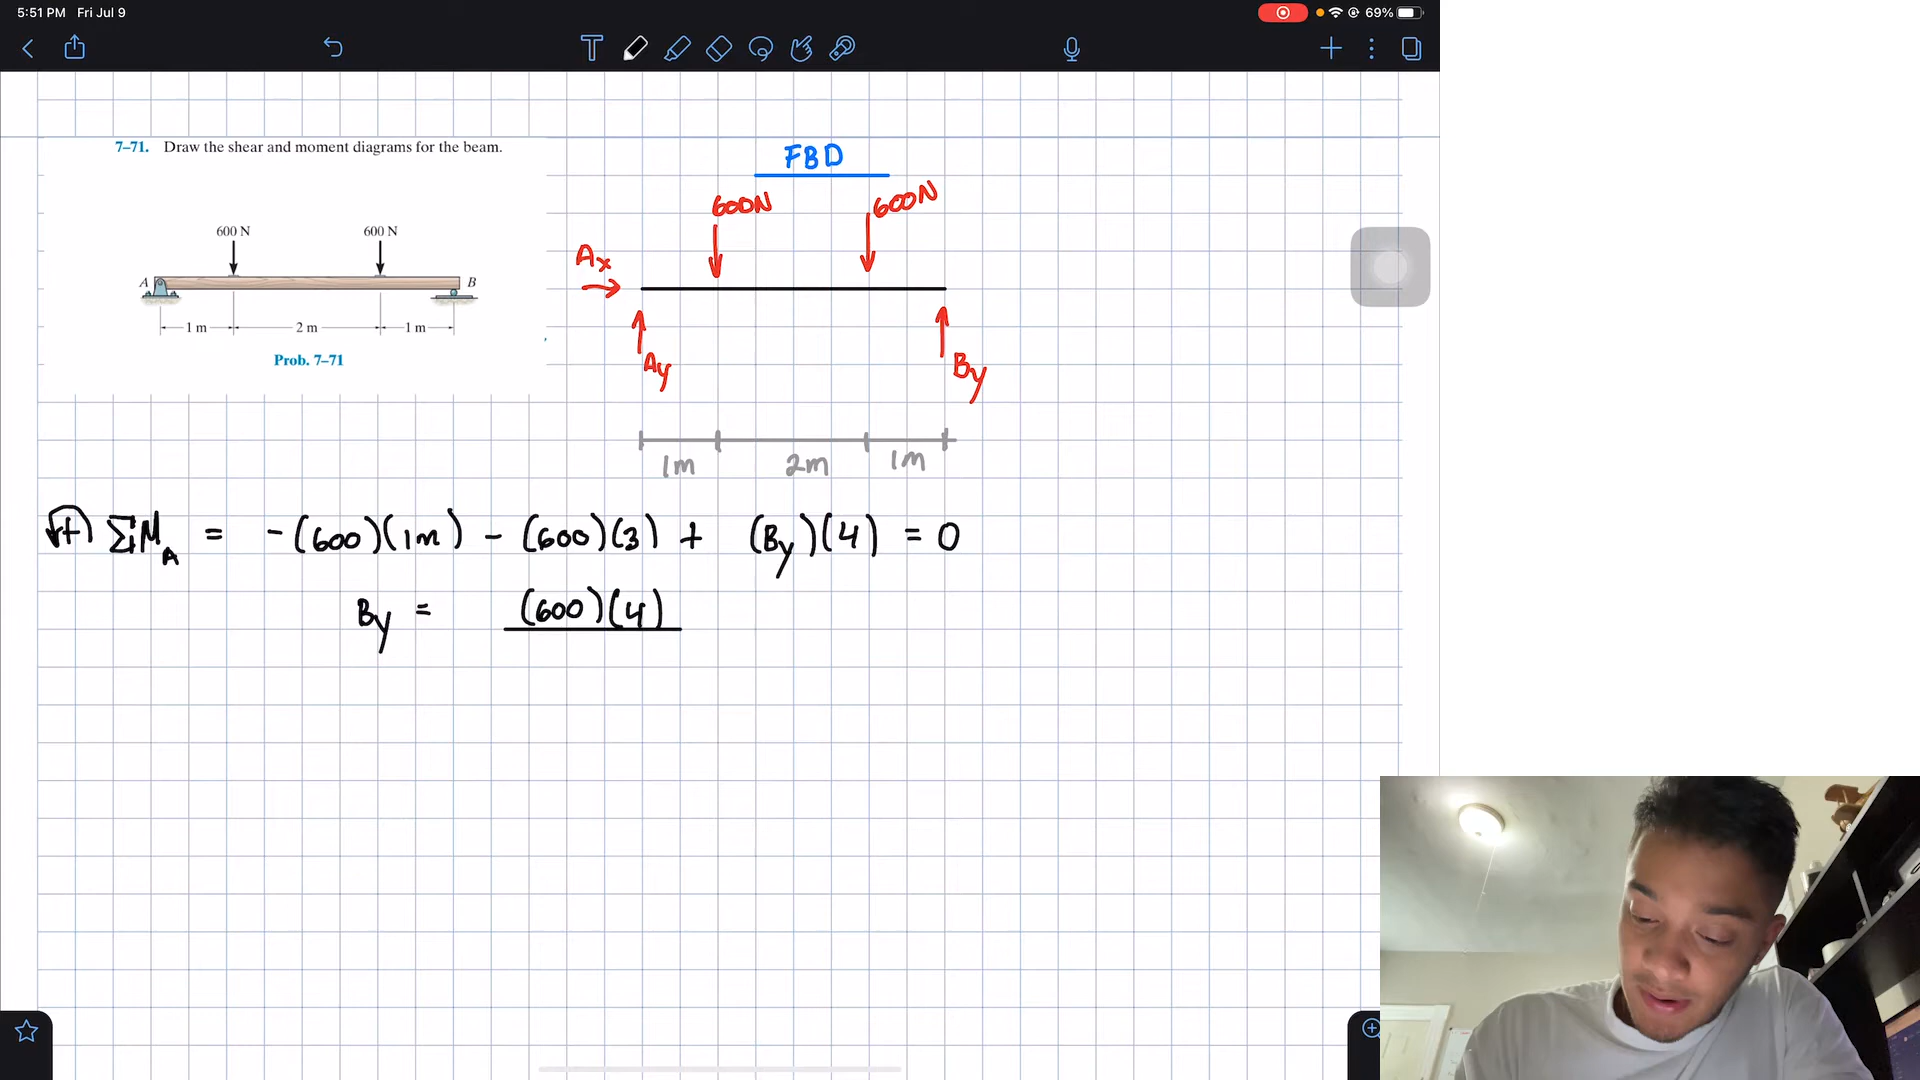 5:51 PM Fri Jul 9
69%
7–71. Draw the shear and moment diagrams for the beam.
600 N 600 N
A B
1 m 2 m 1 m
Prob. 7–71
FBD
600N 600N
Ax
Ay By
1m 2m 1m
+) ΣM_A = -(600)(1m) - (600)(3) + (By)(4) = 0
By = (600)(4)